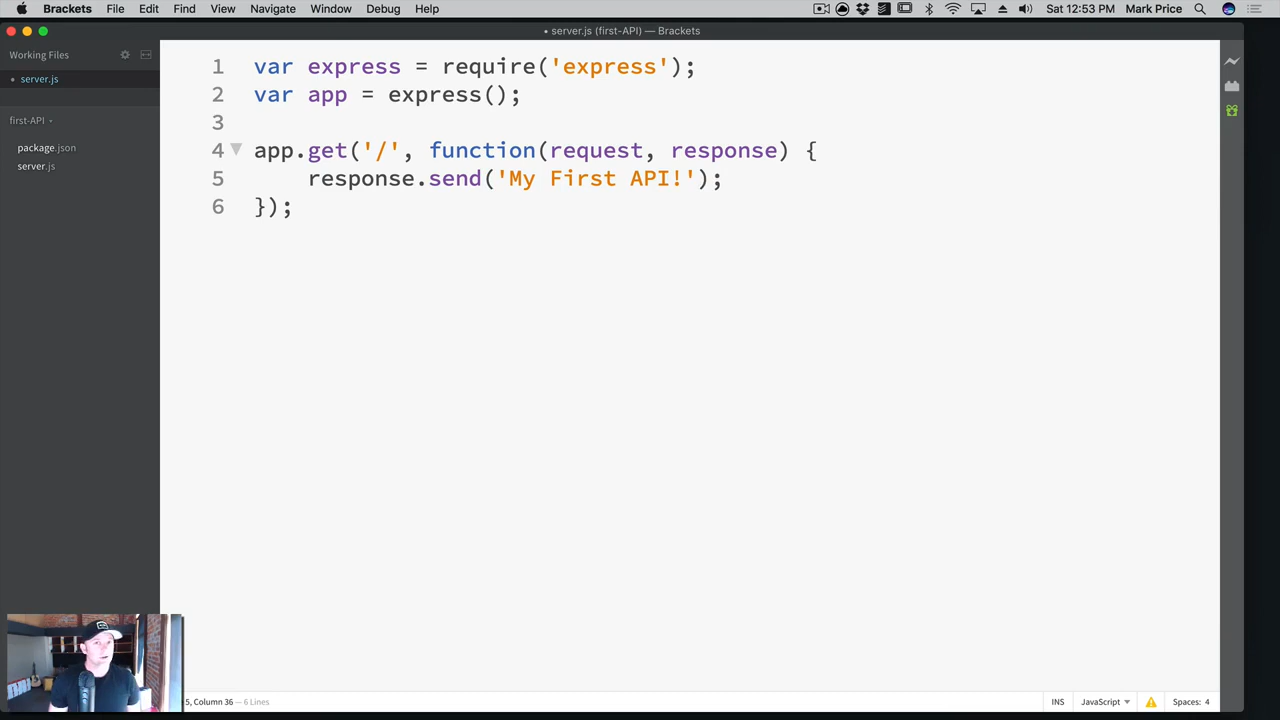 Brackets File Edit Find View Navigate Window Debug Help Sat 12:53 PM Mark Price
• server.js (first-API) — Brackets
Working Files
• server.js
first-API
package.json
server.js
1 var express = require('express');
2 var app = express();
3
4 app.get('/', function(request, response) {
5 response.send('My First API!');
6 });
5, Column 36 — 6 Lines INS JavaScript Spaces: 4